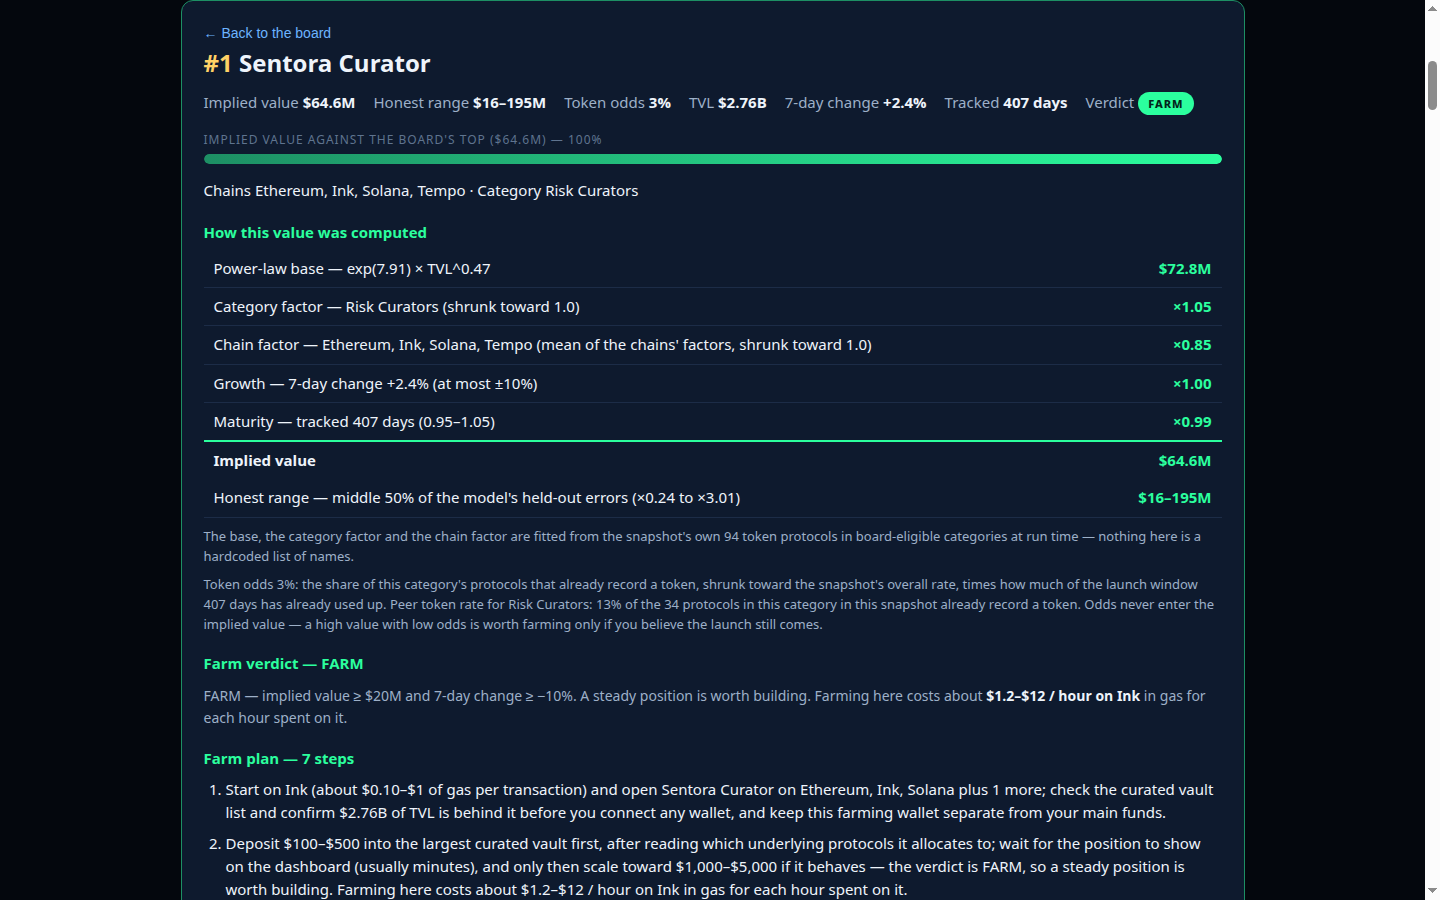 ← Back to the board
#1 Sentora Curator
Implied value $64.6M Honest range $16–195M Token odds 3% TVL $2.76B 7-day change +2.4% Tracked 407 days Verdict FARM
IMPLIED VALUE AGAINST THE BOARD'S TOP ($64.6M) — 100%
Chains Ethereum, Ink, Solana, Tempo · Category Risk Curators
How this value was computed
Power-law base — exp(7.91) × TVL^0.47 $72.8M
Category factor — Risk Curators (shrunk toward 1.0) ×1.05
Chain factor — Ethereum, Ink, Solana, Tempo (mean of the chains' factors, shrunk toward 1.0) ×0.85
Growth — 7-day change +2.4% (at most ±10%) ×1.00
Maturity — tracked 407 days (0.95–1.05) ×0.99
Implied value $64.6M
Honest range — middle 50% of the model's held-out errors (×0.24 to ×3.01) $16–195M
The base, the category factor and the chain factor are fitted from the snapshot's own 94 token protocols in board-eligible categories at run time — nothing here is a
hardcoded list of names.
Token odds 3%: the share of this category's protocols that already record a token, shrunk toward the snapshot's overall rate, times how much of the launch window
407 days has already used up. Peer token rate for Risk Curators: 13% of the 34 protocols in this category in this snapshot already record a token. Odds never enter the
implied value — a high value with low odds is worth farming only if you believe the launch still comes.
Farm verdict — FARM
FARM — implied value ≥ $20M and 7-day change ≥ −10%. A steady position is worth building. Farming here costs about $1.2–$12 / hour on Ink in gas for
each hour spent on it.
Farm plan — 7 steps
1. Start on Ink (about $0.10–$1 of gas per transaction) and open Sentora Curator on Ethereum, Ink, Solana plus 1 more; check the curated vault
list and confirm $2.76B of TVL is behind it before you connect any wallet, and keep this farming wallet separate from your main funds.
2. Deposit $100–$500 into the largest curated vault first, after reading which underlying protocols it allocates to; wait for the position to show
on the dashboard (usually minutes), and only then scale toward $1,000–$5,000 if it behaves — the verdict is FARM, so a steady position is
worth building. Farming here costs about $1.2–$12 / hour on Ink in gas for each hour spent on it.